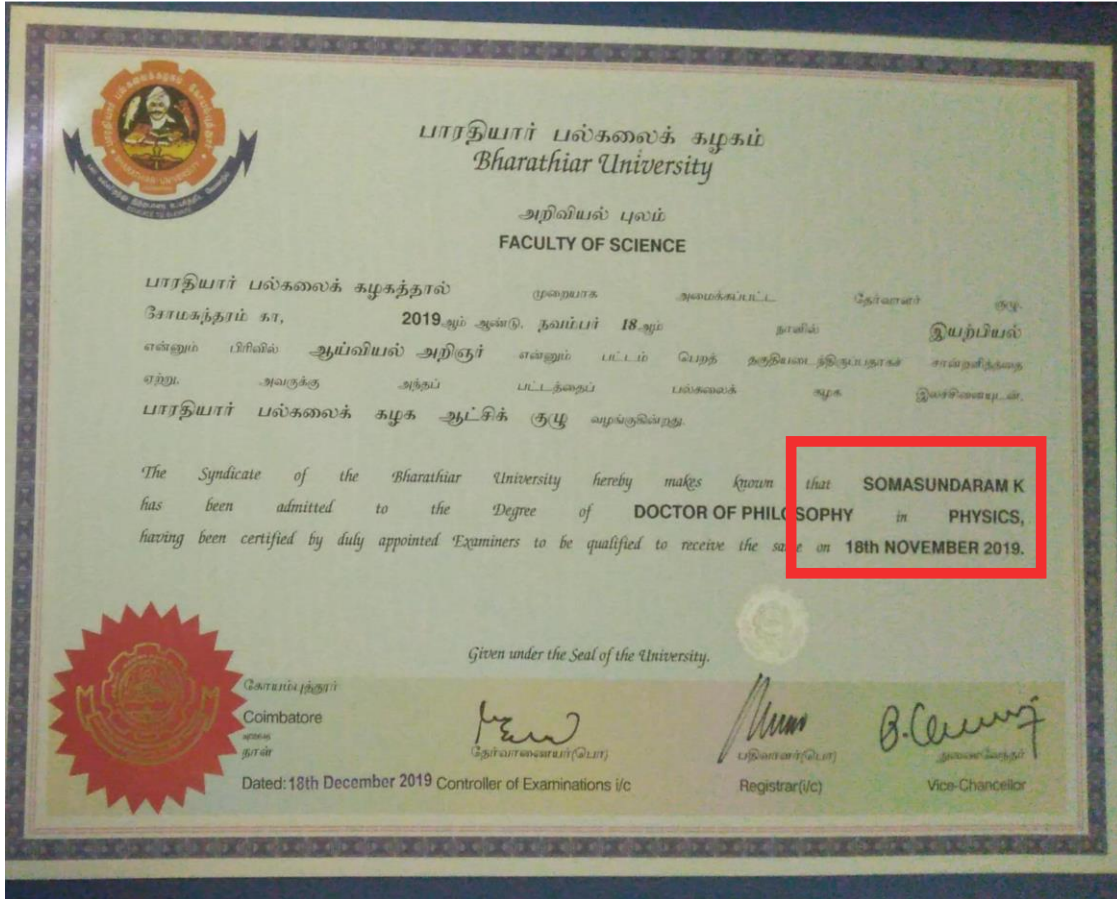 பாரதியார் பல்கலைக் கழகம்
Bharathiar University
அறிவியல் புலம்
FACULTY OF SCIENCE
பாரதியார் பல்கலைக் கழகத்தால் முறையாக அமைக்கப்பட்ட தேர்வாளர் குழு,
சோமசுந்தரம் கா, 2019ஆம் ஆண்டு, நவம்பர் 18ஆம் நாளில் இயற்பியல்
என்னும் பிரிவில் ஆய்வியல் அறிஞர் என்னும் பட்டம் பெறத் தகுதியடைந்திருப்பதாகச் சான்றளித்ததை
ஏற்று, அவருக்கு அந்தப் பட்டத்தைப் பல்கலைக் கழக இலச்சினையுடன்,
பாரதியார் பல்கலைக் கழக ஆட்சிக் குழு வழங்குகின்றது.
The Syndicate of the Bharathiar University hereby makes known that SOMASUNDARAM K
has been admitted to the Degree of DOCTOR OF PHILOSOPHY in PHYSICS,
having been certified by duly appointed Examiners to be qualified to receive the same on 18th NOVEMBER 2019.
Given under the Seal of the University.
கோயம்புத்தூர்
Coimbatore
நாள்
தேர்வாணையர்(பொ)
பதிவாளர்(பொ)
துணைவேந்தர்
Dated: 18th December 2019 Controller of Examinations i/c
Registrar(i/c)
Vice-Chancellor